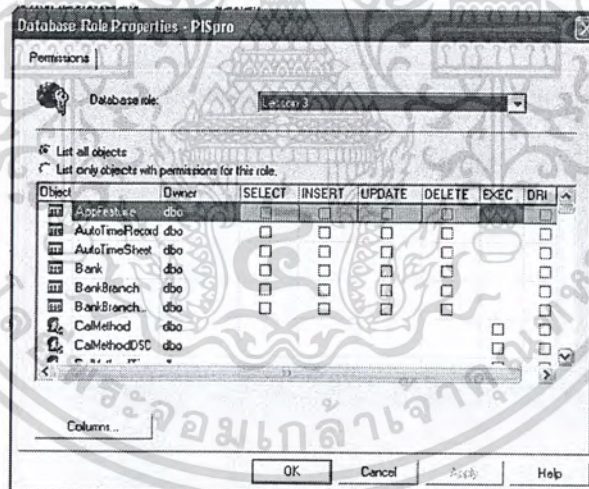 Database Role Properties - PISpro
Permissions
Database role: Lesson 3
List all objects
List only objects with permissions for this role.
Object Owner SELECT INSERT UPDATE DELETE EXEC DRI
AppFeature dbo
AutoTimeRecord dbo
AutoTimeSheet dbo
Bank dbo
BankBranch dbo
BankBranch.. dbo
CalMethod dbo
CalMethodDSC dbo
Columns...
OK Cancel Apply Help